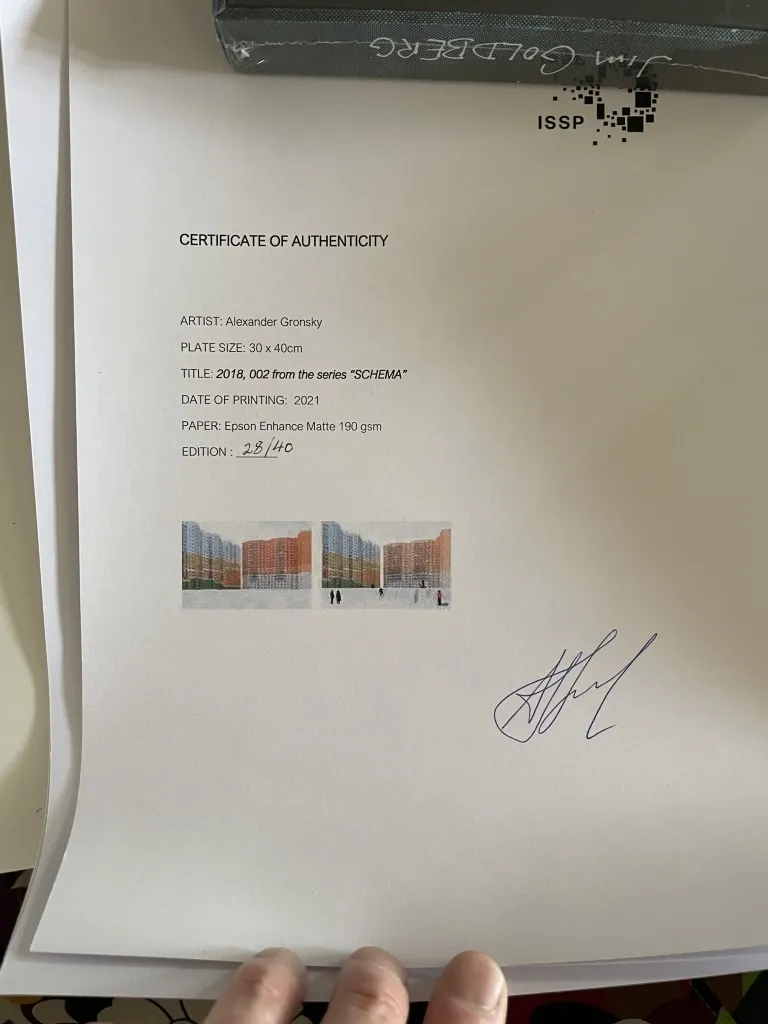 Jim GOLDBERG
ISSP
CERTIFICATE OF AUTHENTICITY
ARTIST: Alexander Gronsky
PLATE SIZE: 30 x 40cm
TITLE: 2018, 002 from the series "SCHEMA"
DATE OF PRINTING: 2021
PAPER: Epson Enhance Matte 190 gsm
EDITION : 28/40